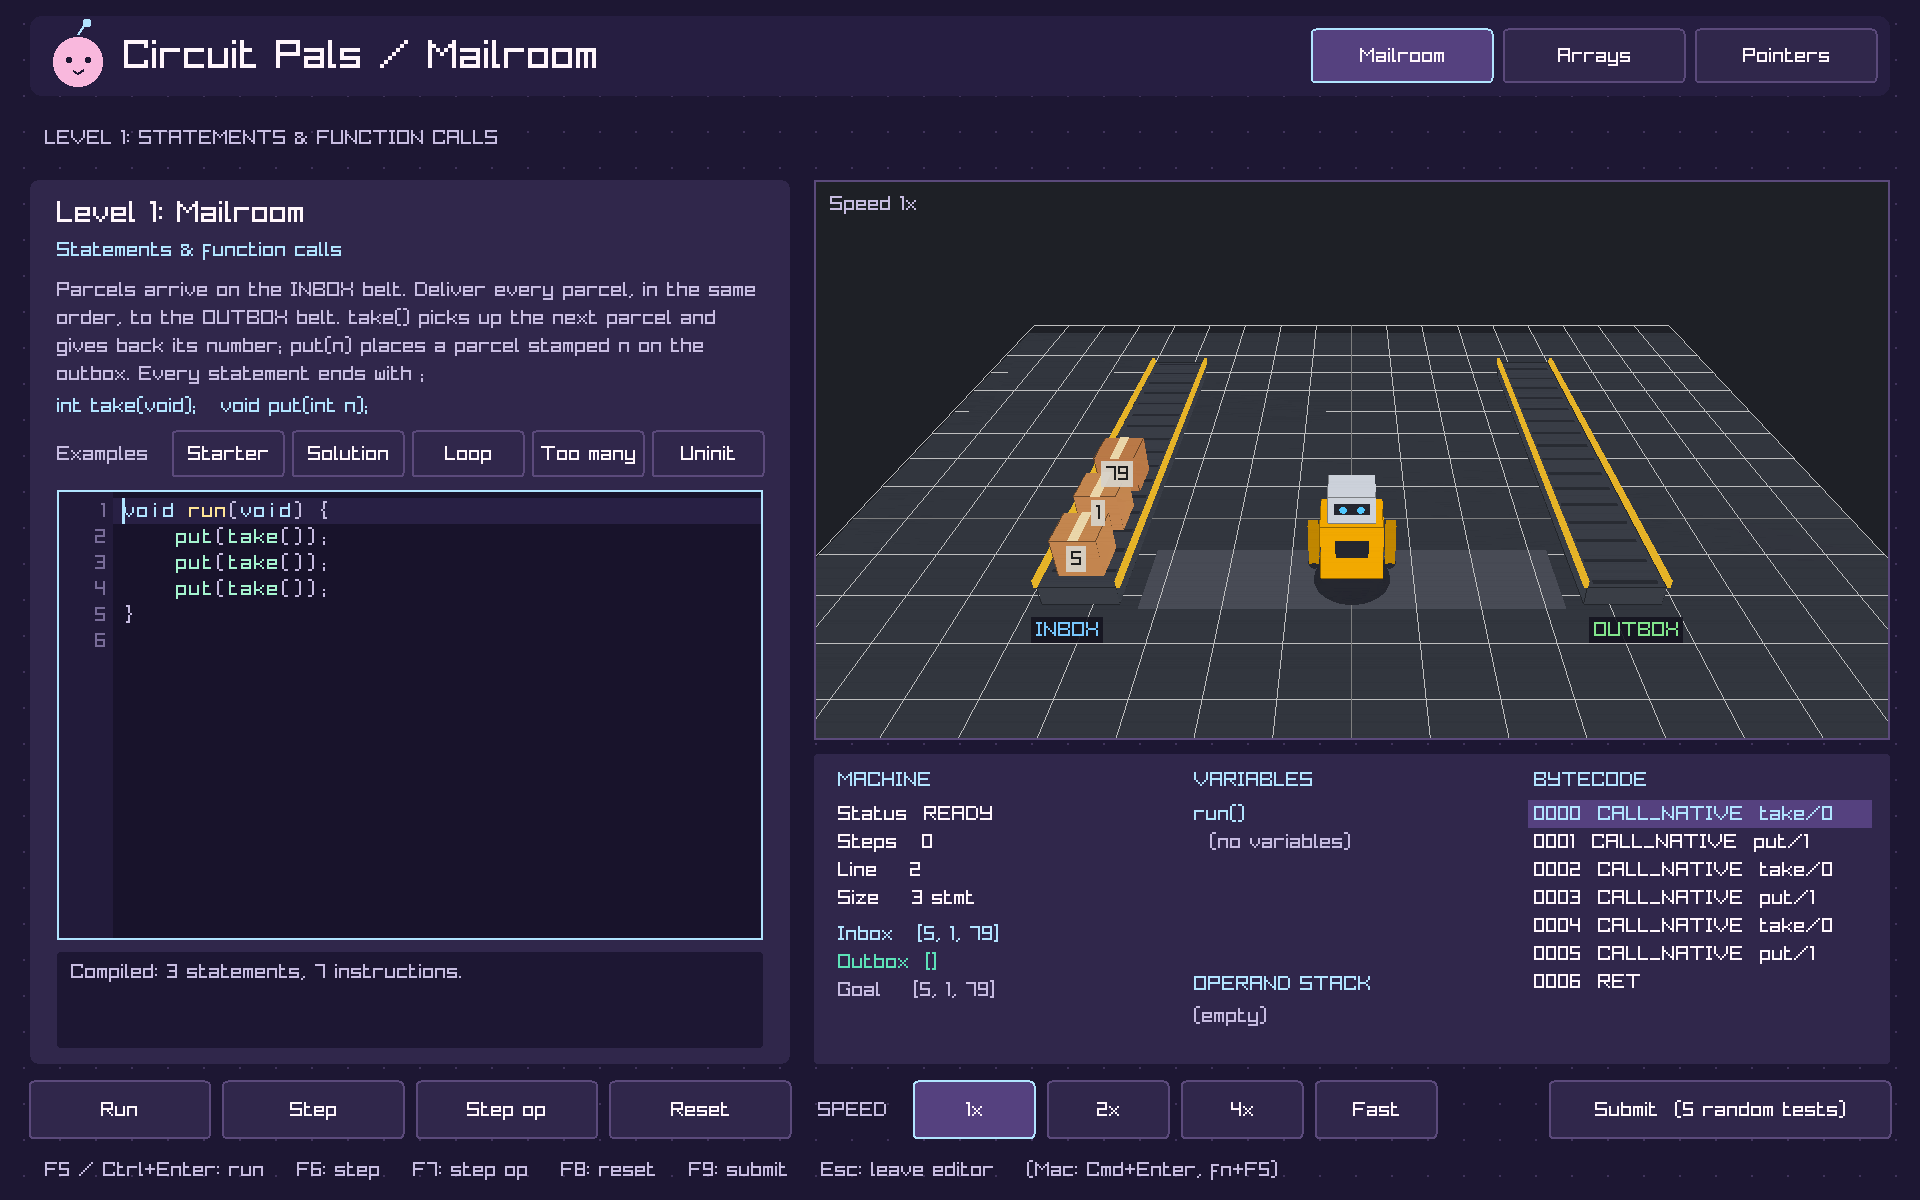 Circuit Pals / Mailroom
Mailroom
Arrays
Pointers
LEVEL 1: STATEMENTS & FUNCTION CALLS
Level 1: Mailroom
Statements & function calls
Parcels arrive on the INBOX belt. Deliver every parcel, in the same
order, to the OUTBOX belt. take() picks up the next parcel and
gives back its number; put(n) places a parcel stamped n on the
outbox. Every statement ends with ;
int take(void);   void put(int n);
Examples
Starter
Solution
Loop
Too many
Uninit
1 void run(void) {
2     put(take());
3     put(take());
4     put(take());
5 }
6
Compiled: 3 statements, 7 instructions.
Speed 1x
79
1
5
INBOX
OUTBOX
MACHINE
Status READY
Steps 0
Line 2
Size 3 stmt
Inbox [5, 1, 79]
Outbox []
Goal [5, 1, 79]
VARIABLES
run()
(no variables)
OPERAND STACK
(empty)
BYTECODE
0000 CALL_NATIVE take/0
0001 CALL_NATIVE put/1
0002 CALL_NATIVE take/0
0003 CALL_NATIVE put/1
0004 CALL_NATIVE take/0
0005 CALL_NATIVE put/1
0006 RET
Run
Step
Step op
Reset
SPEED
1x
2x
4x
Fast
Submit (5 random tests)
F5 / Ctrl+Enter: run   F6: step   F7: step op   F8: reset   F9: submit   Esc: leave editor   (Mac: Cmd+Enter, fn+F5)